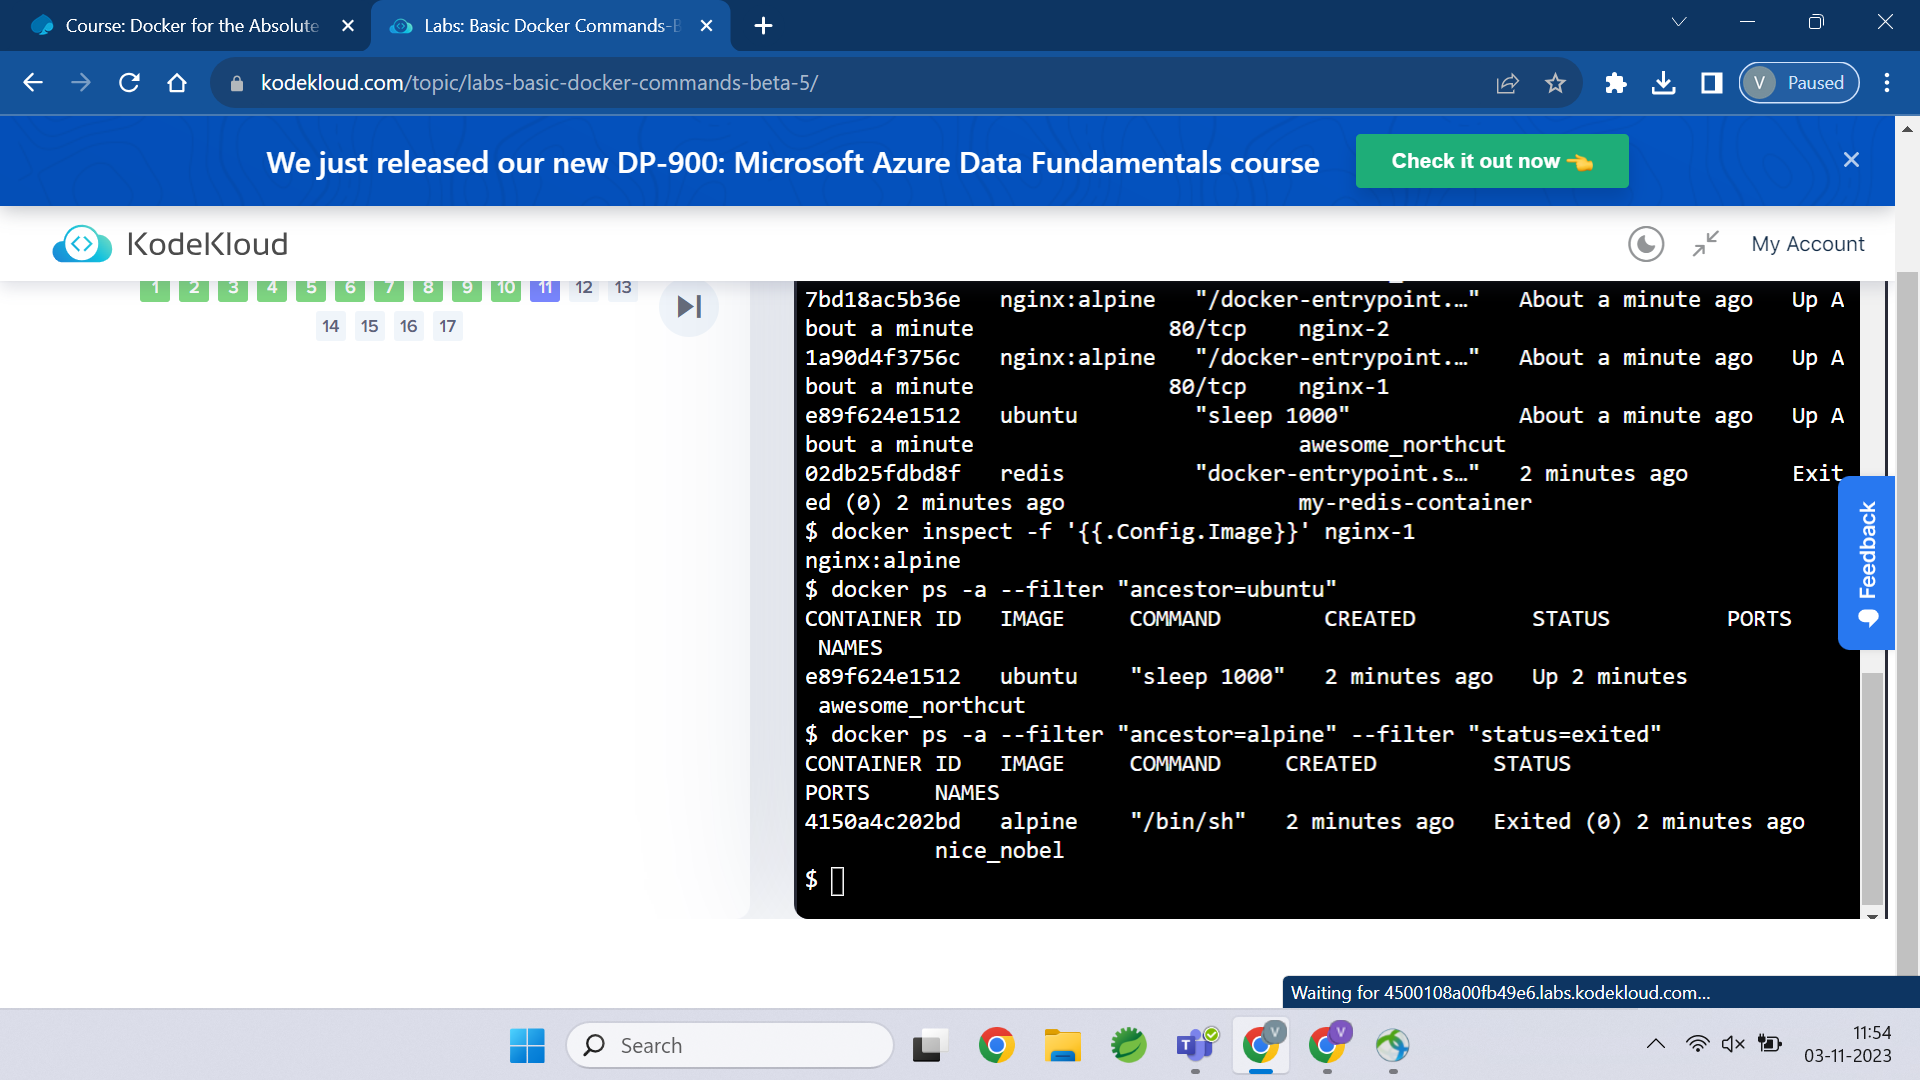 Course: Docker for the Absolute
Labs: Basic Docker Commands-B
kodekloud.com/topic/labs-basic-docker-commands-beta-5/
V Paused
We just released our new DP-900: Microsoft Azure Data Fundamentals course
Check it out now
KodeKloud
My Account
1 2 3 4 5 6 7 8 9 10 11 12 13
14 15 16 17
7bd18ac5b36e nginx:alpine "/docker-entrypoint.…" About a minute ago Up A
bout a minute 80/tcp nginx-2
1a90d4f3756c nginx:alpine "/docker-entrypoint.…" About a minute ago Up A
bout a minute 80/tcp nginx-1
e89f624e1512 ubuntu "sleep 1000" About a minute ago Up A
bout a minute awesome_northcut
02db25fdbd8f redis "docker-entrypoint.s…" 2 minutes ago Exit
ed (0) 2 minutes ago my-redis-container
$ docker inspect -f '{{.Config.Image}}' nginx-1
nginx:alpine
$ docker ps -a --filter "ancestor=ubuntu"
CONTAINER ID IMAGE COMMAND CREATED STATUS PORTS
NAMES
e89f624e1512 ubuntu "sleep 1000" 2 minutes ago Up 2 minutes
awesome_northcut
$ docker ps -a --filter "ancestor=alpine" --filter "status=exited"
CONTAINER ID IMAGE COMMAND CREATED STATUS
PORTS NAMES
4150a4c202bd alpine "/bin/sh" 2 minutes ago Exited (0) 2 minutes ago
nice_nobel
$
Feedback
Waiting for 4500108a00fb49e6.labs.kodekloud.com...
Search
T
V
V
11:54
03-11-2023